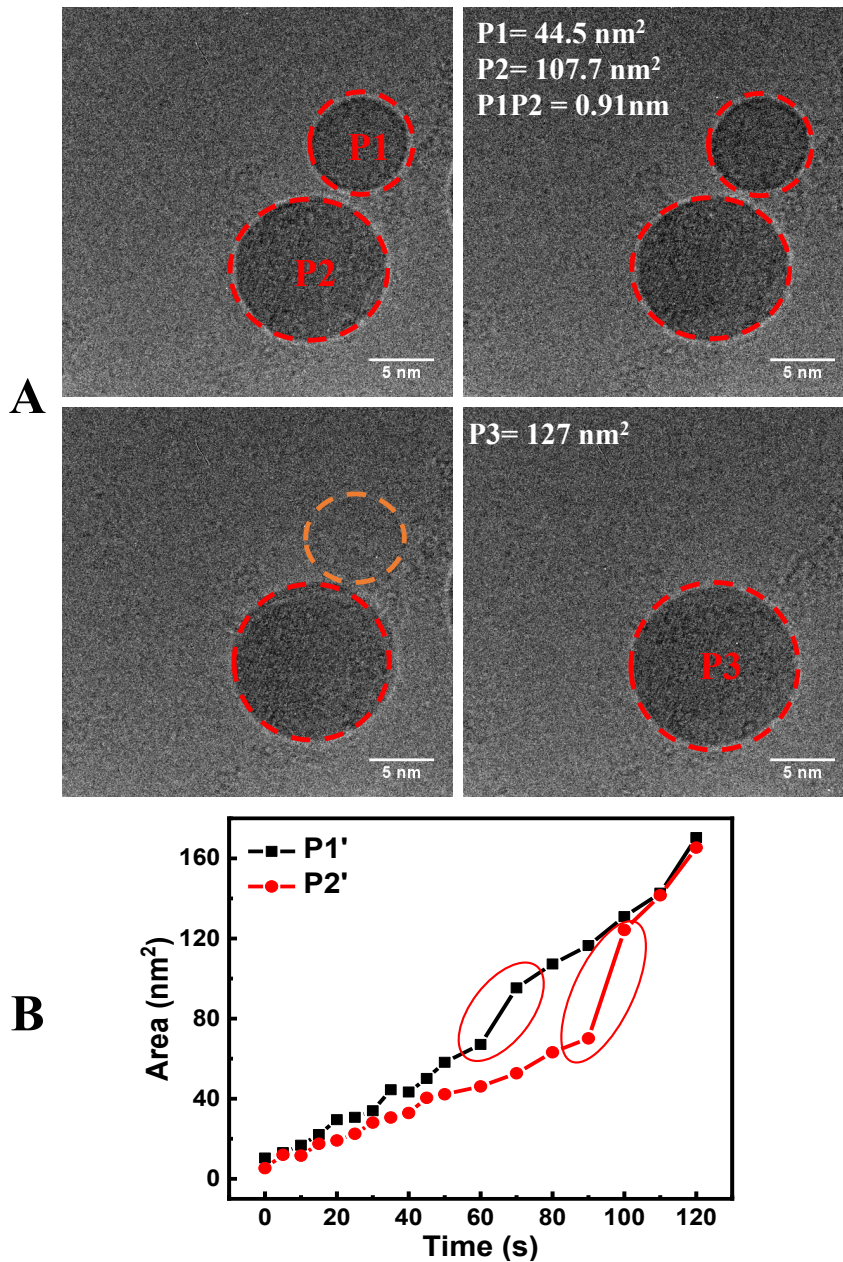 P1
P2
5 nm
P1= 44.5 nm²
P2= 107.7 nm²
P1P2 = 0.91nm
5 nm
A
5 nm
P3= 127 nm²
P3
5 nm
B
P1'
P2'
Area (nm²)
160
120
80
40
0
0 20 40 60 80 100 120
Time (s)